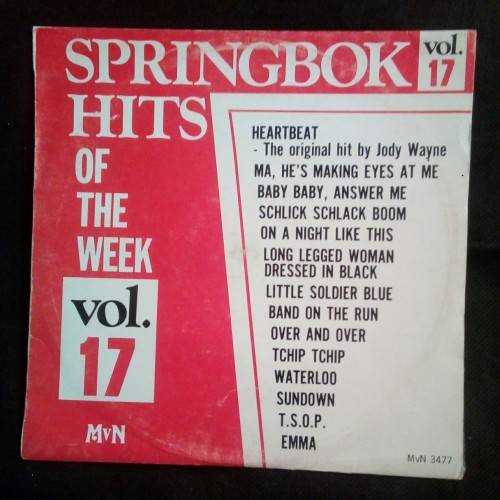 SPRINGBOK
HITS
OF
THE
WEEK
vol.
17
MvN
vol.
17
HEARTBEAT
- The original hit by Jody Wayne
MA, HE'S MAKING EYES AT ME
BABY BABY, ANSWER ME
SCHLICK SCHLACK BOOM
ON A NIGHT LIKE THIS
LONG LEGGED WOMAN
DRESSED IN BLACK
LITTLE SOLDIER BLUE
BAND ON THE RUN
OVER AND OVER
TCHIP TCHIP
WATERLOO
SUNDOWN
T.S.O.P.
EMMA
MvN 3477